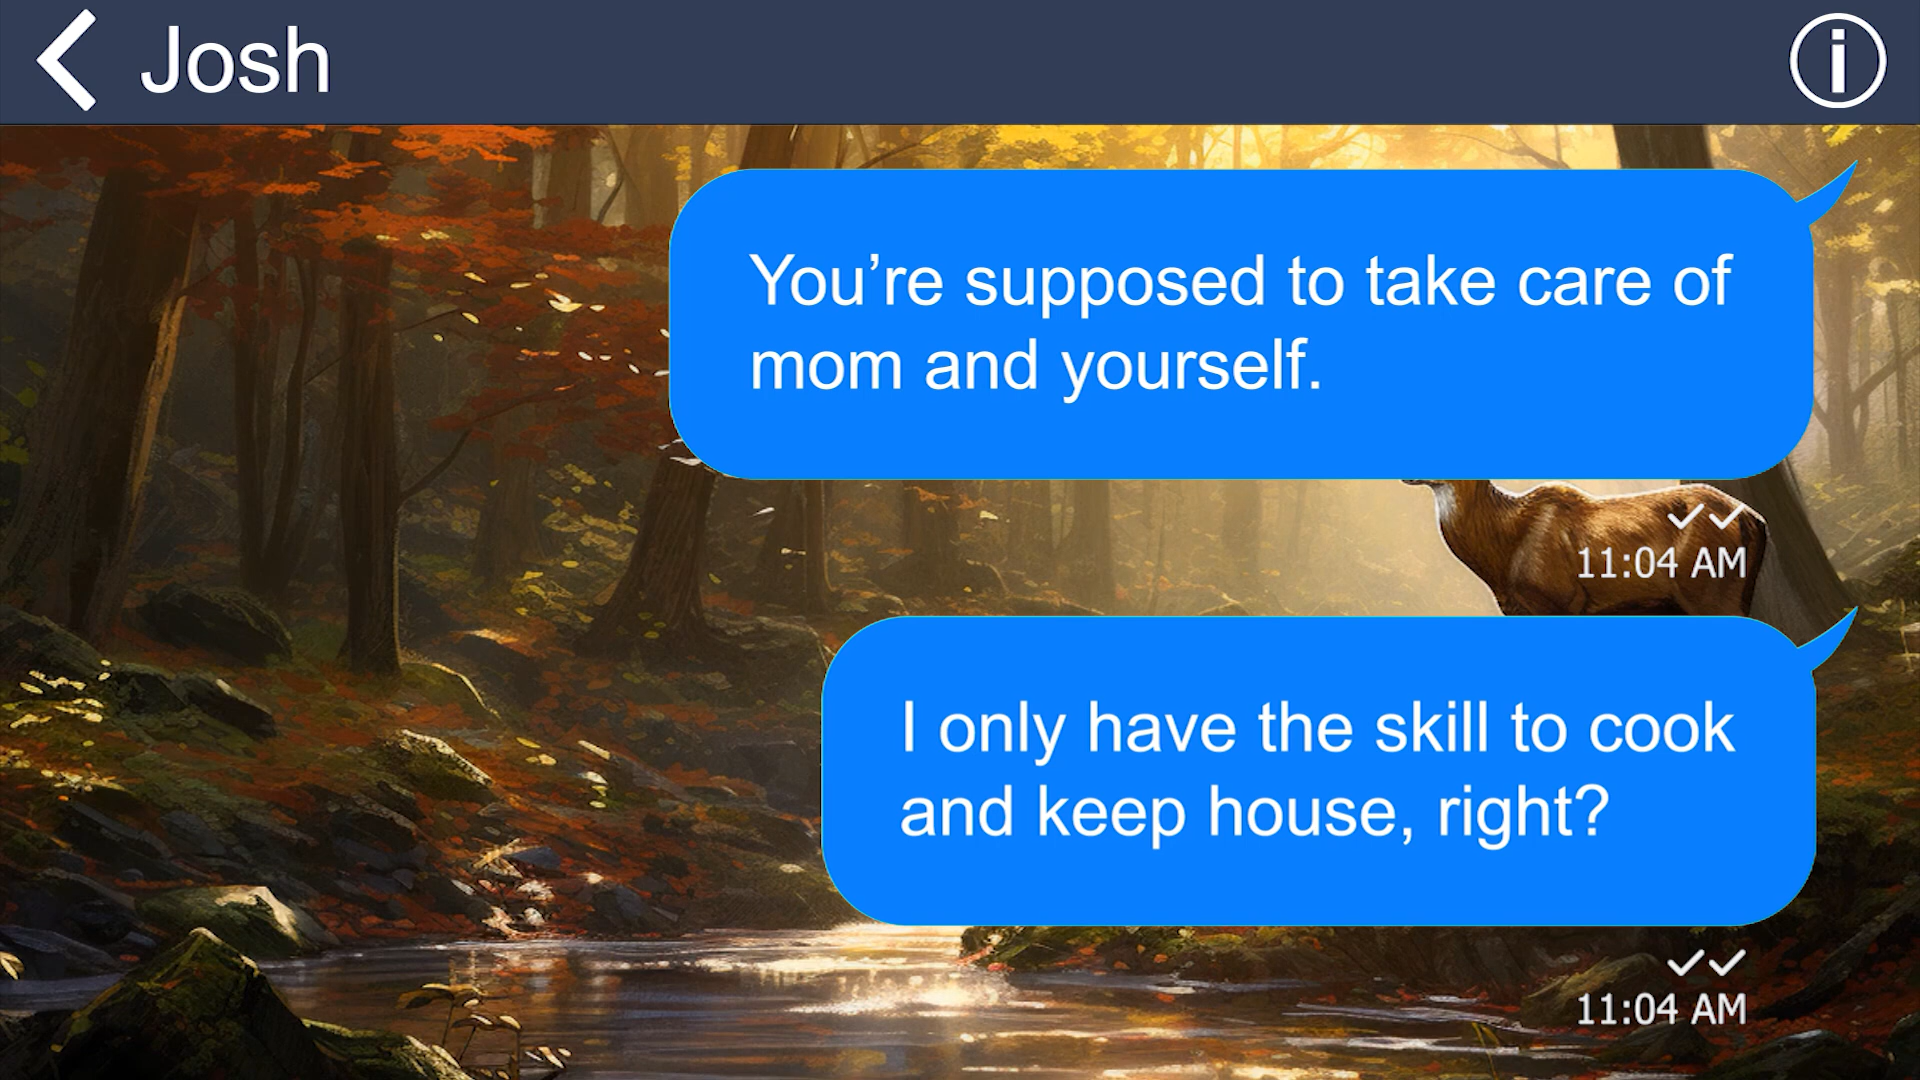 Josh
You’re supposed to take care of
mom and yourself.
11:04 AM
I only have the skill to cook
and keep house, right?
11:04 AM